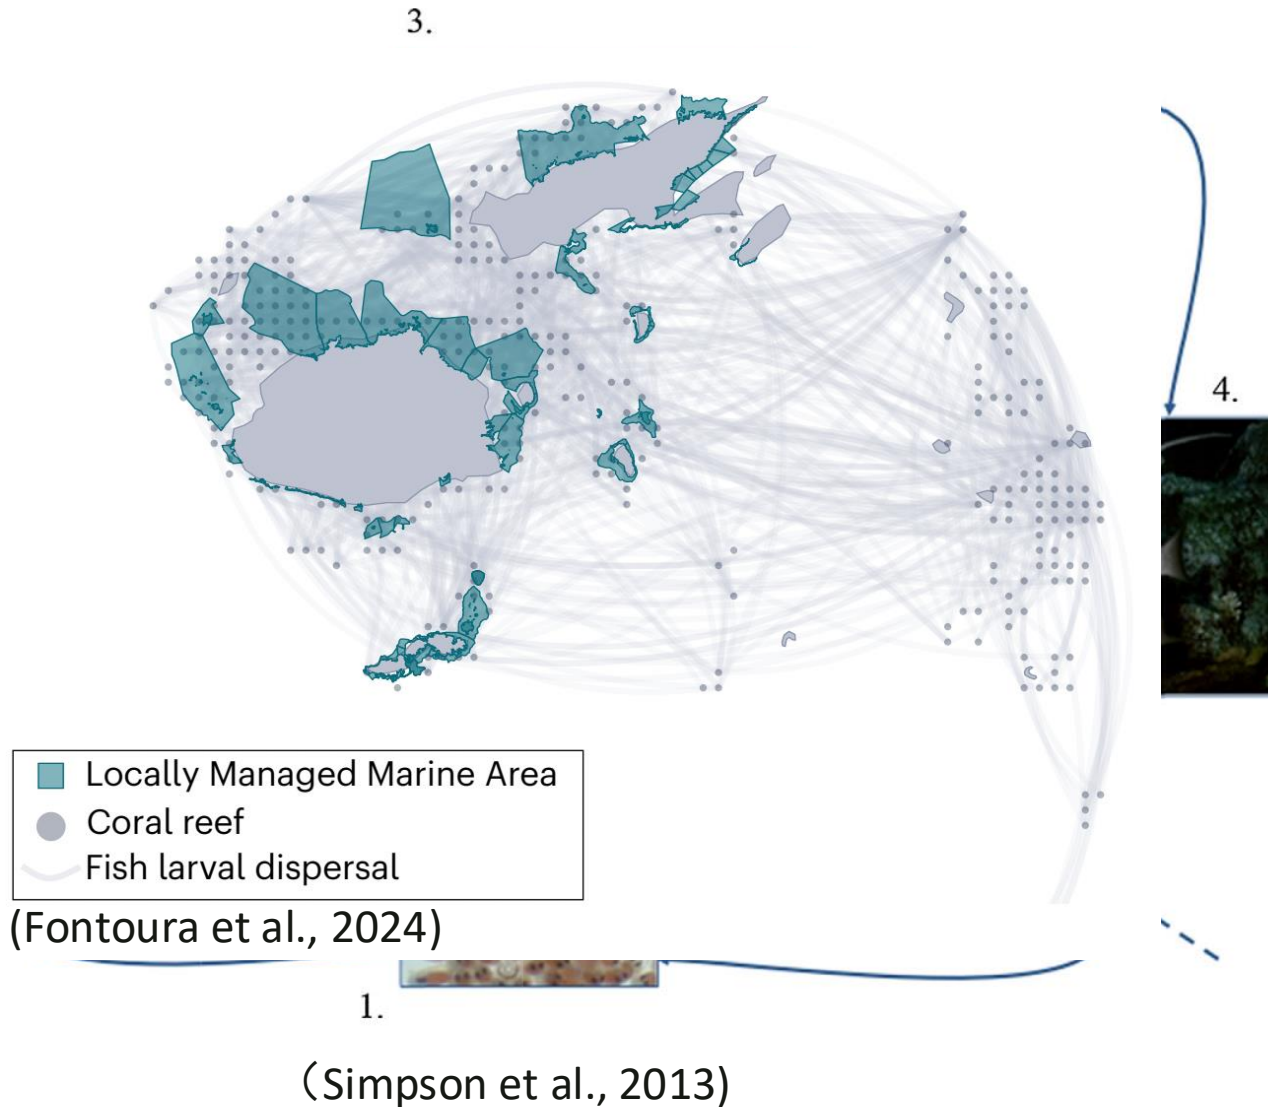 3.
4.
Locally Managed Marine Area
Coral reef
Fish larval dispersal
(Fontoura et al., 2024)
1.
（Simpson et al., 2013)